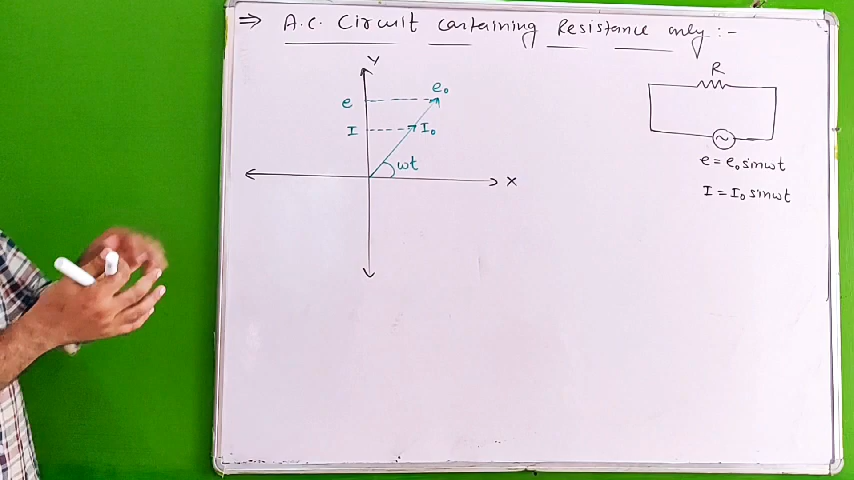 ⇒ A.C. Circuit containing Resistance only :-
Y
e e₀
I I₀
ωt
X
R
~
e = e₀ sinωt
I = I₀ sinωt